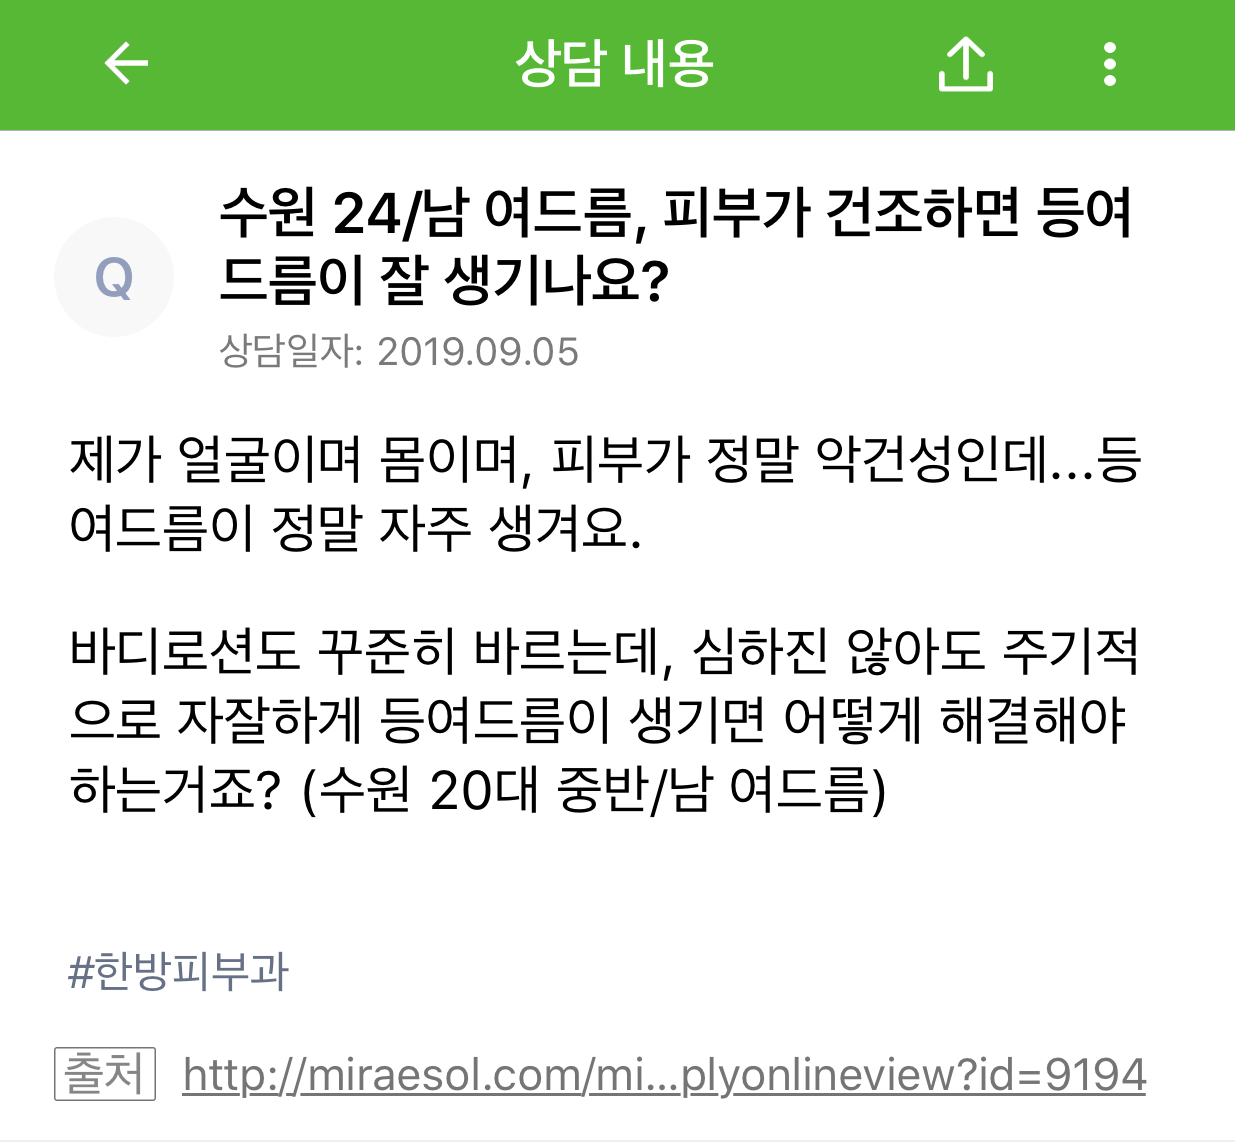 상담 내용
Q
수원 24/남 여드름, 피부가 건조하면 등여
드름이 잘 생기나요?
상담일자: 2019.09.05
제가 얼굴이며 몸이며, 피부가 정말 악건성인데...등
여드름이 정말 자주 생겨요.
바디로션도 꾸준히 바르는데, 심하진 않아도 주기적
으로 자잘하게 등여드름이 생기면 어떻게 해결해야
하는거죠? (수원 20대 중반/남 여드름)
#한방피부과
출처 http://miraesol.com/mi...plyonlineview?id=9194